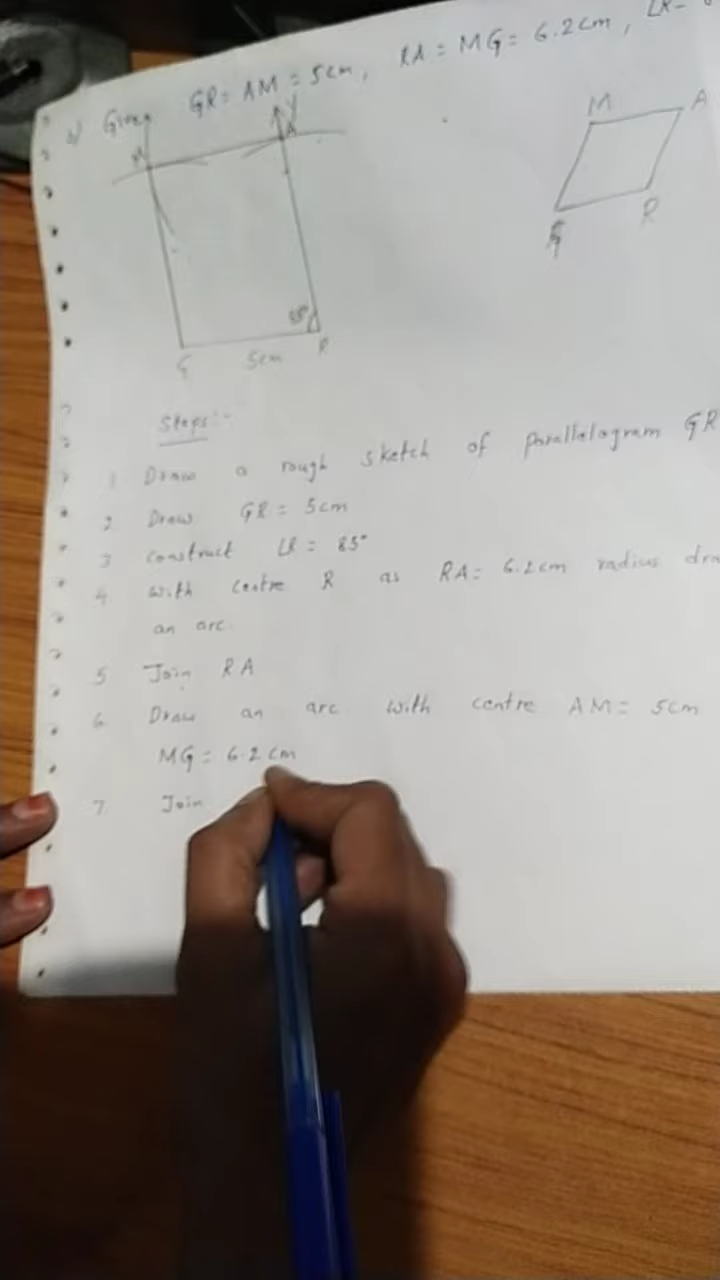 Given GR = AM = 5cm, RA = MG = 6.2cm,
M A
G R
M A Y
85°
G 5cm R
Steps:-
1 Draw a rough sketch of parallelogram GR
2 Draw GR = 5cm
3 construct ∠R = 85°
4 with centre R as RA = 6.2cm radius dra
an arc.
5 Join RA
6 Draw an arc with centre AM = 5cm
MG = 6.2cm
7 Join